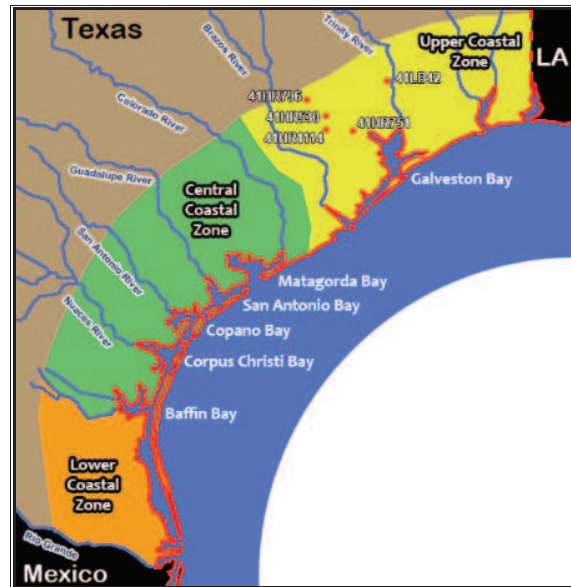 Texas
LA
Brazos River
Trinity River
Upper Coastal
Zone
41LB42
41HR796
41HR530
41HR751
41HR1114
Colorado River
Guadalupe River
Galveston Bay
Central
Coastal
Zone
San Antonio River
Matagorda Bay
San Antonio Bay
Nuaces River
Copano Bay
Corpus Christi Bay
Baffin Bay
Lower
Coastal
Zone
Rio Grande
Mexico